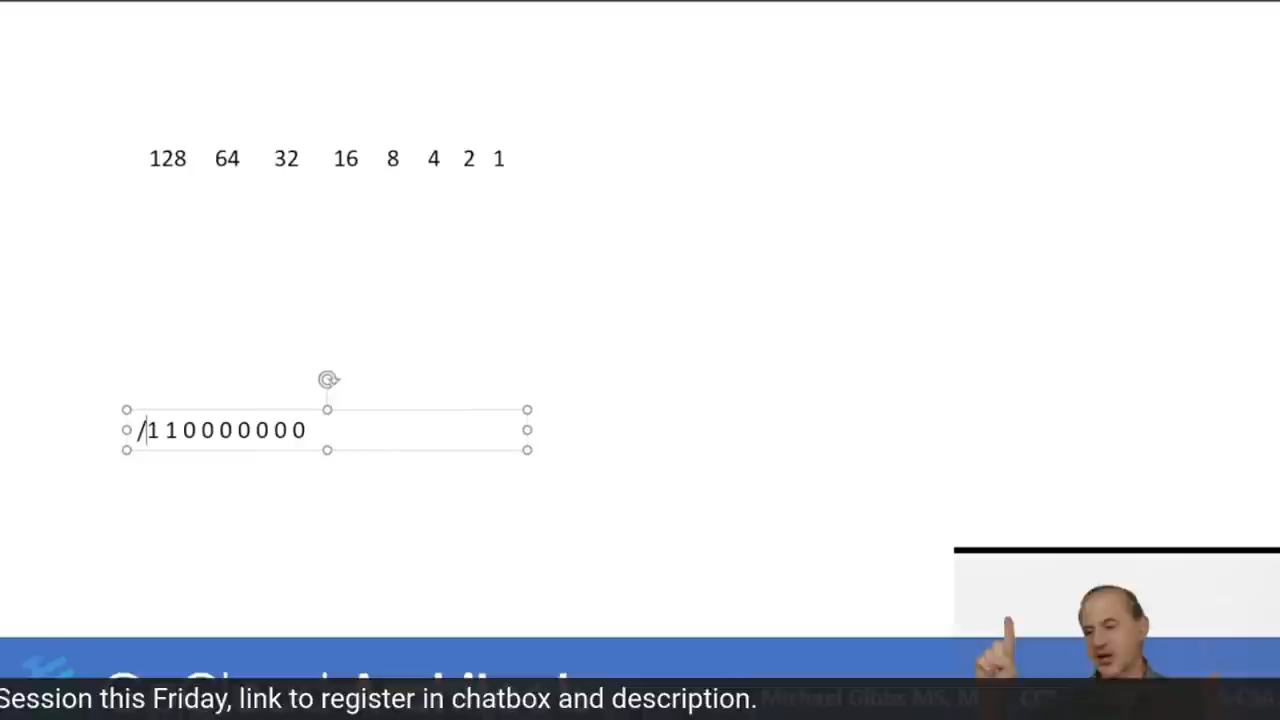 128 64 32 16 8 4 2 1
/1 1 0 0 0 0 0 0 0
Session this Friday, link to register in chatbox and description.